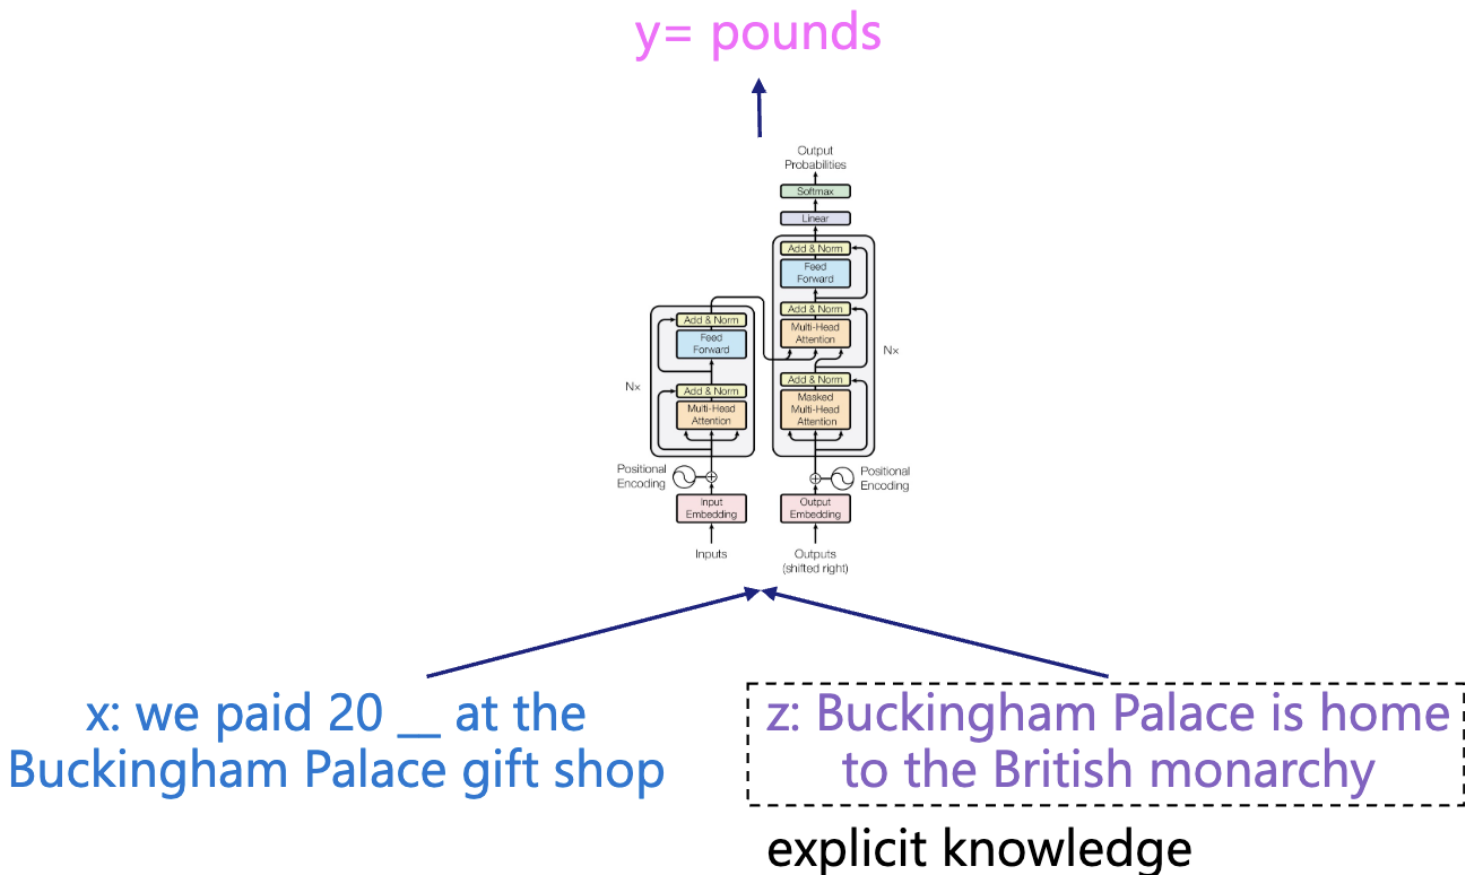 y= pounds
Output
Probabilities
Softmax
Linear
Add & Norm
Feed
Forward
Add & Norm
Multi-Head
Attention
Nx
Add & Norm
Masked
Multi-Head
Attention
Positional
Encoding
Output
Embedding
Outputs
(shifted right)
Add & Norm
Feed
Forward
Nx
Add & Norm
Multi-Head
Attention
Positional
Encoding
Input
Embedding
Inputs
x: we paid 20 __ at the
Buckingham Palace gift shop
z: Buckingham Palace is home
to the British monarchy
explicit knowledge